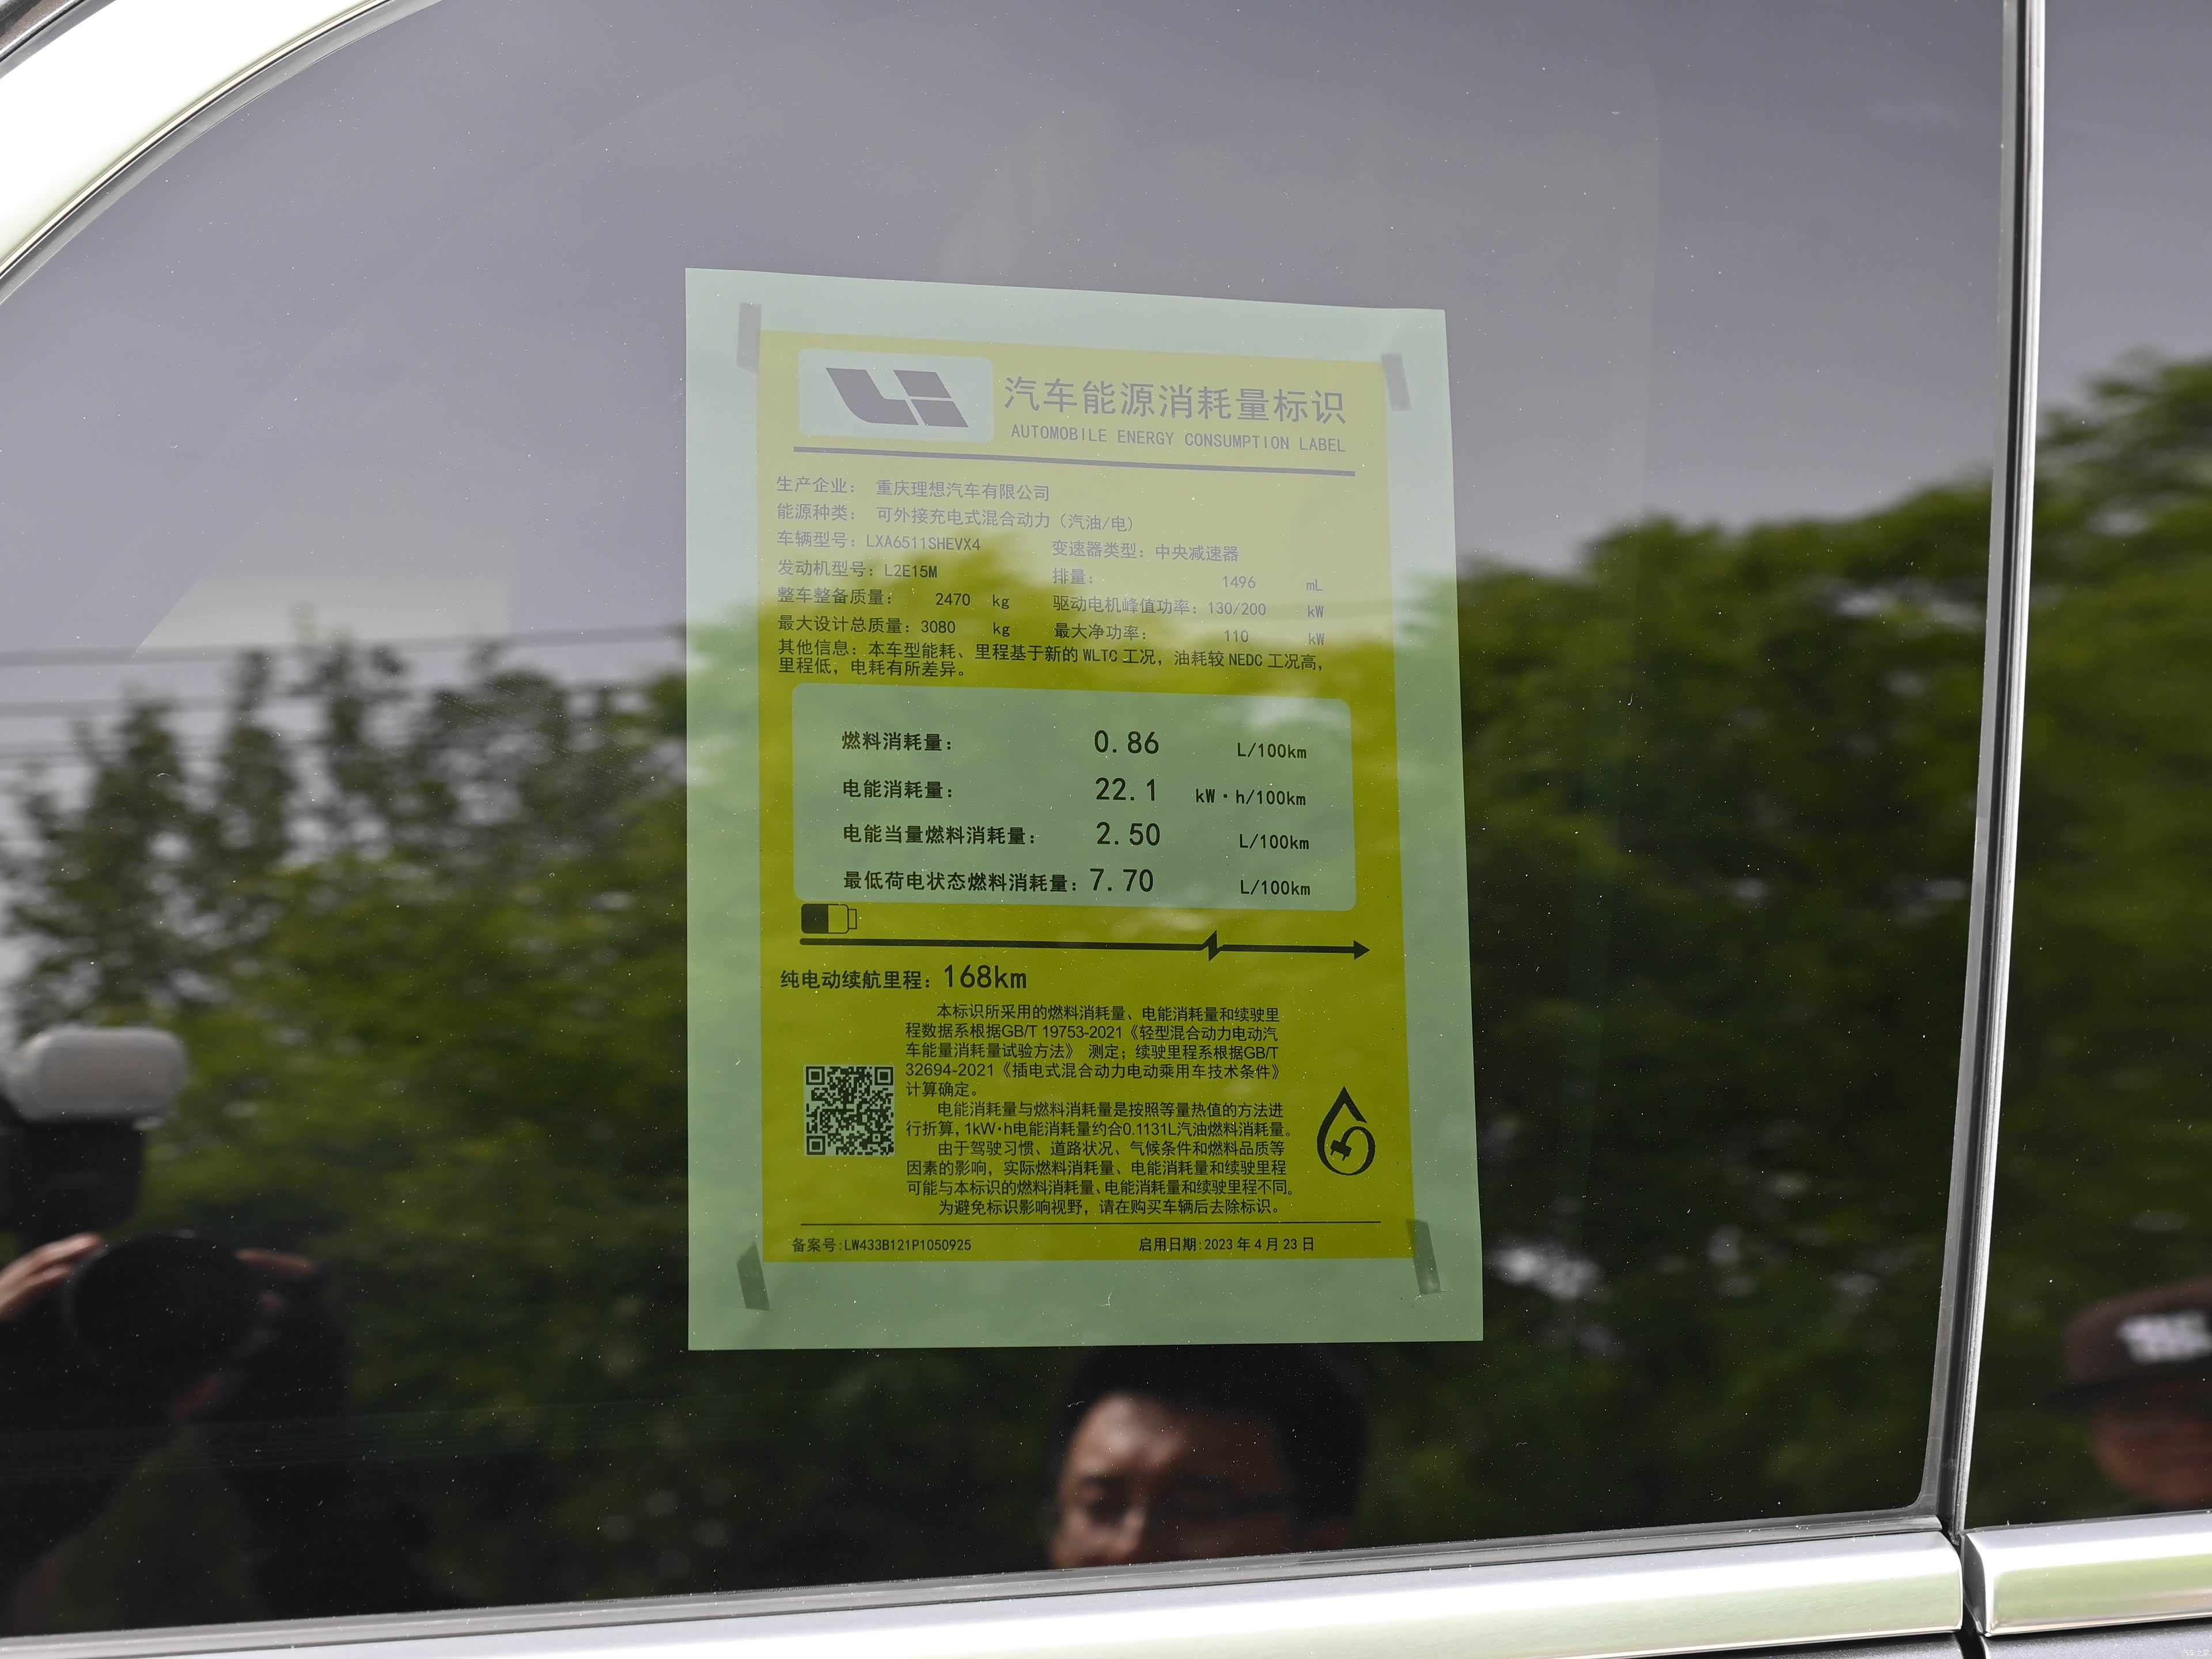 汽车能源消耗量标识
AUTOMOBILE ENERGY CONSUMPTION LABEL
生产企业： 重庆理想汽车有限公司
能源种类： 可外接充电式混合动力（汽油/电）
车辆型号：LXA6511SHEVX4 变速器类型：中央减速器
发动机型号：L2E15M 排量： 1496 mL
整车整备质量： 2470 kg 驱动电机峰值功率：130/200 kW
最大设计总质量：3080 kg 最大净功率： 110 kW
其他信息：本车型能耗、里程基于新的 WLTC 工况，油耗较 NEDC 工况高，
里程低，电耗有所差异。
燃料消耗量： 0.86 L/100km
电能消耗量： 22.1 kW·h/100km
电能当量燃料消耗量： 2.50 L/100km
最低荷电状态燃料消耗量：7.70 L/100km
纯电动续航里程：168km
本标识所采用的燃料消耗量、电能消耗量和续驶里
程数据系根据GB/T 19753-2021《轻型混合动力电动汽
车能量消耗量试验方法》 测定；续驶里程系根据GB/T
32694-2021《插电式混合动力电动乘用车技术条件》
计算确定。
电能消耗量与燃料消耗量是按照等量热值的方法进
行折算，1kW·h电能消耗量约合0.1131L汽油燃料消耗量。
由于驾驶习惯、道路状况、气候条件和燃料品质等
因素的影响，实际燃料消耗量、电能消耗量和续驶里程
可能与本标识的燃料消耗量、电能消耗量和续驶里程不同。
为避免标识影响视野，请在购买车辆后去除标识。
备案号：LW433B121P1050925 启用日期：2023 年 4 月 23 日